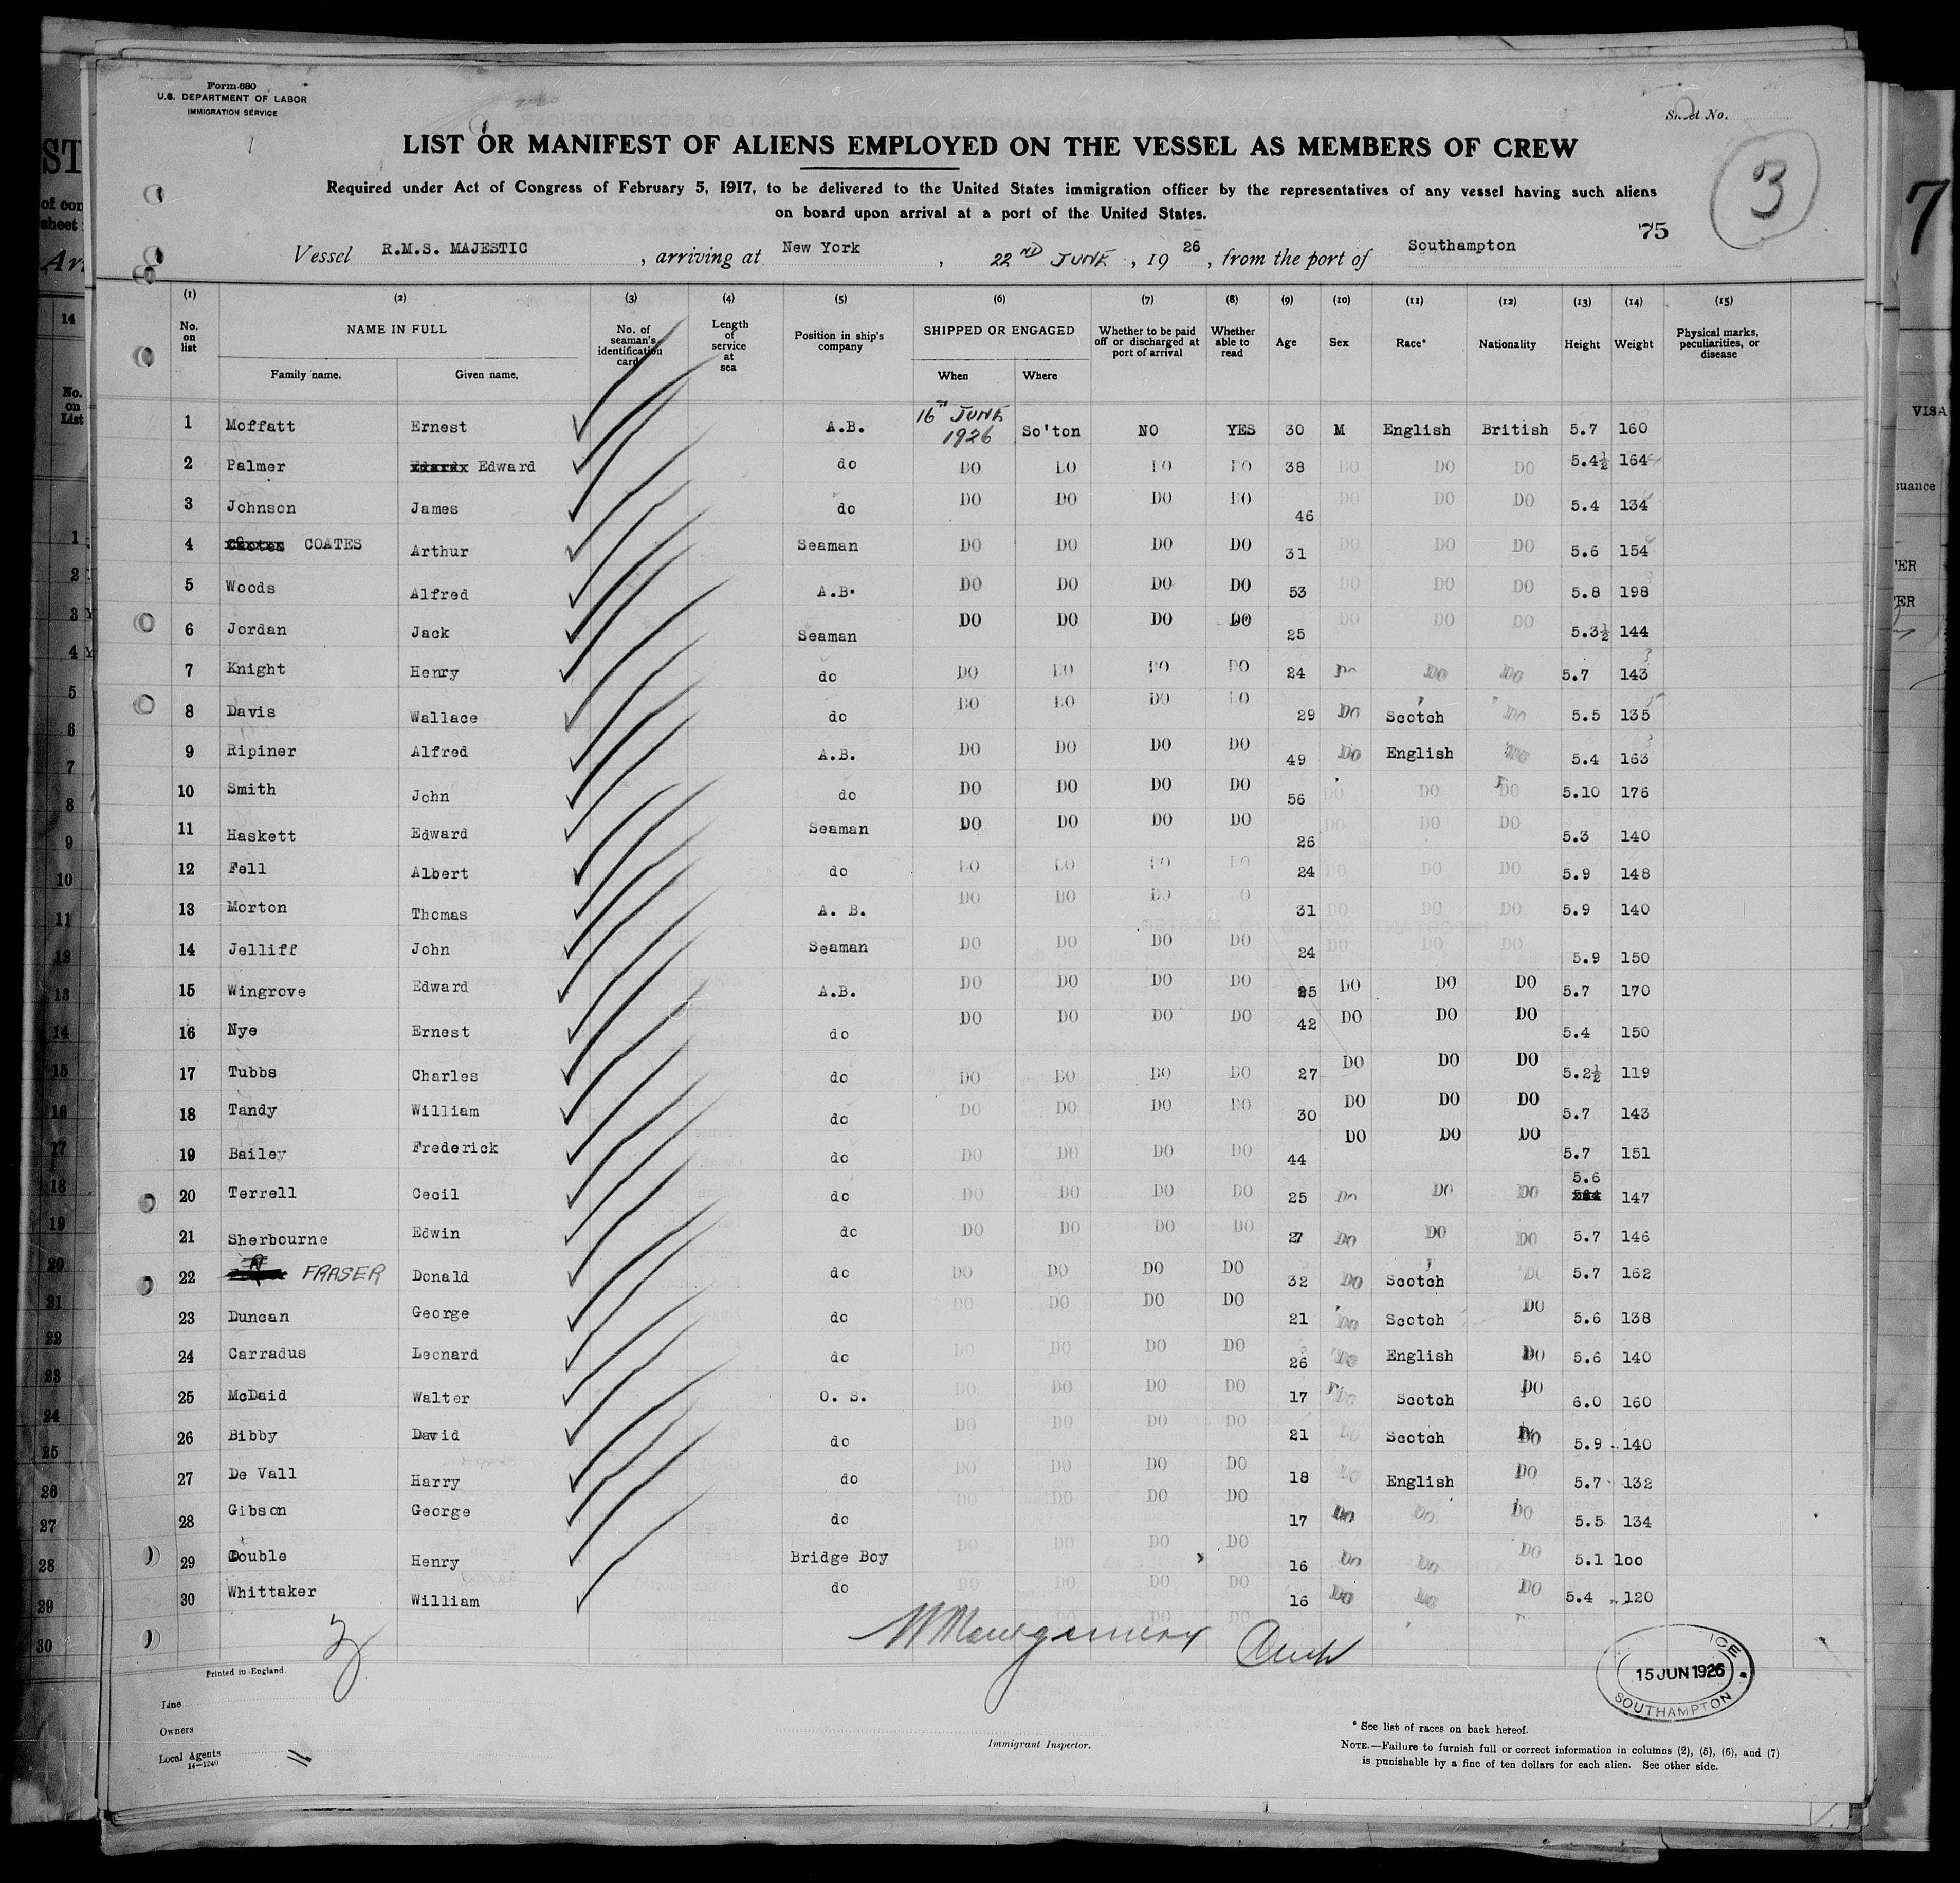 Form 680
U.S. DEPARTMENT OF LABOR
IMMIGRATION SERVICE
Sheet No.
LIST OR MANIFEST OF ALIENS EMPLOYED ON THE VESSEL AS MEMBERS OF CREW
Required under Act of Congress of February 5, 1917, to be delivered to the United States immigration officer by the representatives of any vessel having such aliens
on board upon arrival at a port of the United States.
3
75
Vessel R.M.S. MAJESTIC, arriving at New York, 22ND JUNE, 1926, from the port of Southampton
(1) (2) (3) (4) (5) (6) (7) (8) (9) (10) (11) (12) (13) (14) (15)
No. on list NAME IN FULL No. of seaman's identification card Length of service at sea Position in ship's company SHIPPED OR ENGAGED Whether to be paid off or discharged at port of arrival Whether able to read Age Sex Race* Nationality Height Weight Physical marks, peculiarities, or disease
Family name. Given name. When Where
1 Moffatt Ernest A.B. 16th JUNE 1926 So'ton NO YES 30 M English British 5.7 160
2 Palmer Edward do DO DO DO DO 38 DO DO DO 5.4½ 164
3 Johnson James do DO DO DO DO 46 DO DO DO 5.4 134
4 COATES Arthur Seaman DO DO DO DO 31 DO DO DO 5.6 154
5 Woods Alfred A.B. DO DO DO DO 53 DO DO DO 5.8 198
6 Jordan Jack Seaman DO DO DO DO 25 DO DO DO 5.3½ 144
7 Knight Henry do DO DO DO DO 24 Do DO DO 5.7 143
8 Davis Wallace do DO DO DO DO 29 Do Scotch Do 5.5 135
9 Ripiner Alfred A.B. DO DO DO DO 49 Do English Do 5.4 163
10 Smith John do DO DO DO DO 56 DO DO DO 5.10 176
11 Haskett Edward Seaman DO DO DO DO 26 DO DO DO 5.3 140
12 Fell Albert do DO DO DO DO 24 DO DO DO 5.9 148
13 Morton Thomas A. B. DO DO DO DO 31 DO DO DO 5.9 140
14 Jelliff John Seaman DO DO DO DO 24 DO DO DO 5.9 150
15 Wingrove Edward A.B. DO DO DO DO 25 DO DO DO 5.7 170
16 Nye Ernest do DO DO DO DO 42 DO DO DO 5.4 150
17 Tubbs Charles do DO DO DO DO 27 DO DO DO 5.2½ 119
18 Tandy William do DO DO DO DO 30 DO DO DO 5.7 143
19 Bailey Frederick do DO DO DO DO 44 DO DO DO 5.7 151
20 Terrell Cecil do DO DO DO DO 25 Do Do DO 5.6 147
21 Sherbourne Edwin do DO DO DO DO 27 Do DO DO 5.7 146
22 FRASER Donald do DO DO DO DO 32 Do Scotch DO 5.7 162
23 Duncan George do DO DO DO DO 21 Do Scotch DO 5.6 138
24 Carradus Leonard do DO DO DO DO 26 Do English DO 5.6 140
25 McDaid Walter O. S. DO DO DO DO 17 Do Scotch DO 6.0 160
26 Bibby David do DO DO DO DO 21 DO Scotch DO 5.9 140
27 De Vall Harry do DO DO DO DO 18 DO English DO 5.7 132
28 Gibson George do DO DO DO DO 17 Do Do DO 5.5 134
29 Double Henry Bridge Boy DO DO DO DO 16 Do Do DO 5.1 100
30 Whittaker William do DO DO DO DO 16 DO DO DO 5.4 120
Printed in England
ICE
15 JUN 1926
SOUTHAMPTON
Line
Owners
Local Agents
14—1240
Immigrant Inspector.
* See list of races on back hereof.
NOTE.—Failure to furnish full or correct information in columns (2), (5), (6), and (7)
is punishable by a fine of ten dollars for each alien. See other side.